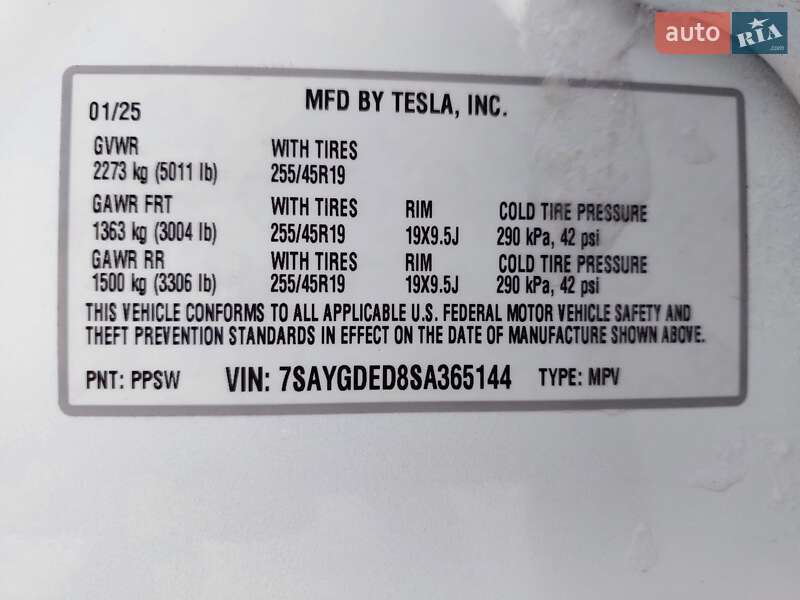 auto RIA.com
01/25 MFD BY TESLA, INC.
GVWR WITH TIRES
2273 kg (5011 lb) 255/45R19
GAWR FRT WITH TIRES RIM COLD TIRE PRESSURE
1363 kg (3004 lb) 255/45R19 19X9.5J 290 kPa, 42 psi
GAWR RR WITH TIRES RIM COLD TIRE PRESSURE
1500 kg (3306 lb) 255/45R19 19X9.5J 290 kPa, 42 psi
THIS VEHICLE CONFORMS TO ALL APPLICABLE U.S. FEDERAL MOTOR VEHICLE SAFETY AND
THEFT PREVENTION STANDARDS IN EFFECT ON THE DATE OF MANUFACTURE SHOWN ABOVE.
PNT: PPSW VIN: 7SAYGDED8SA365144 TYPE: MPV